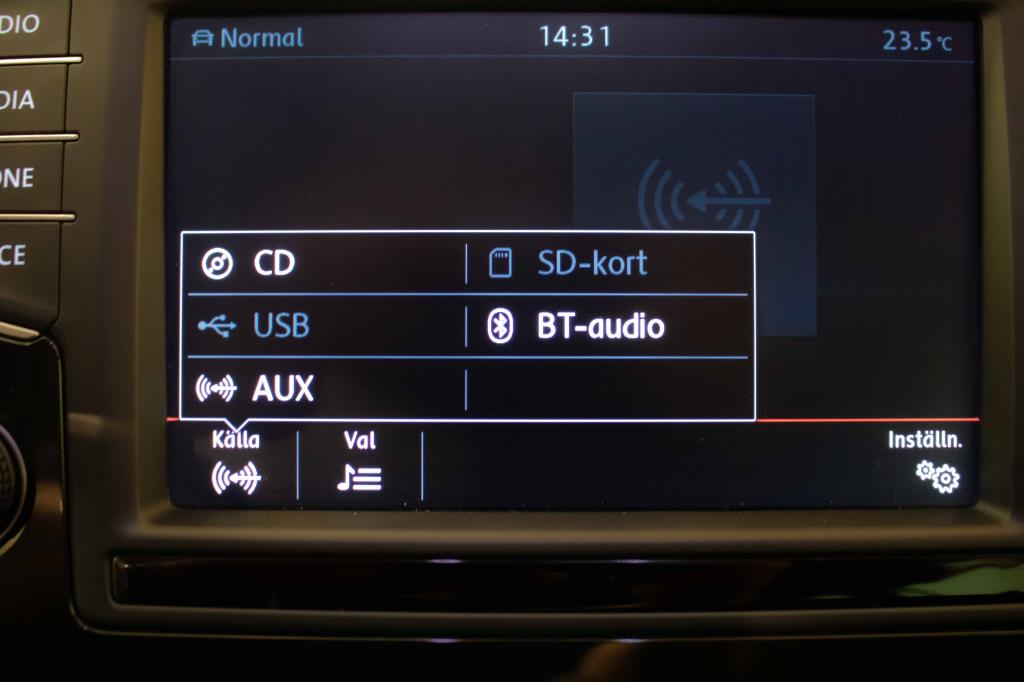 DIO
DIA
ONE
CE
Normal 14:31 23.5 °C
CD SD-kort
USB BT-audio
AUX
Källa Val Inställn.